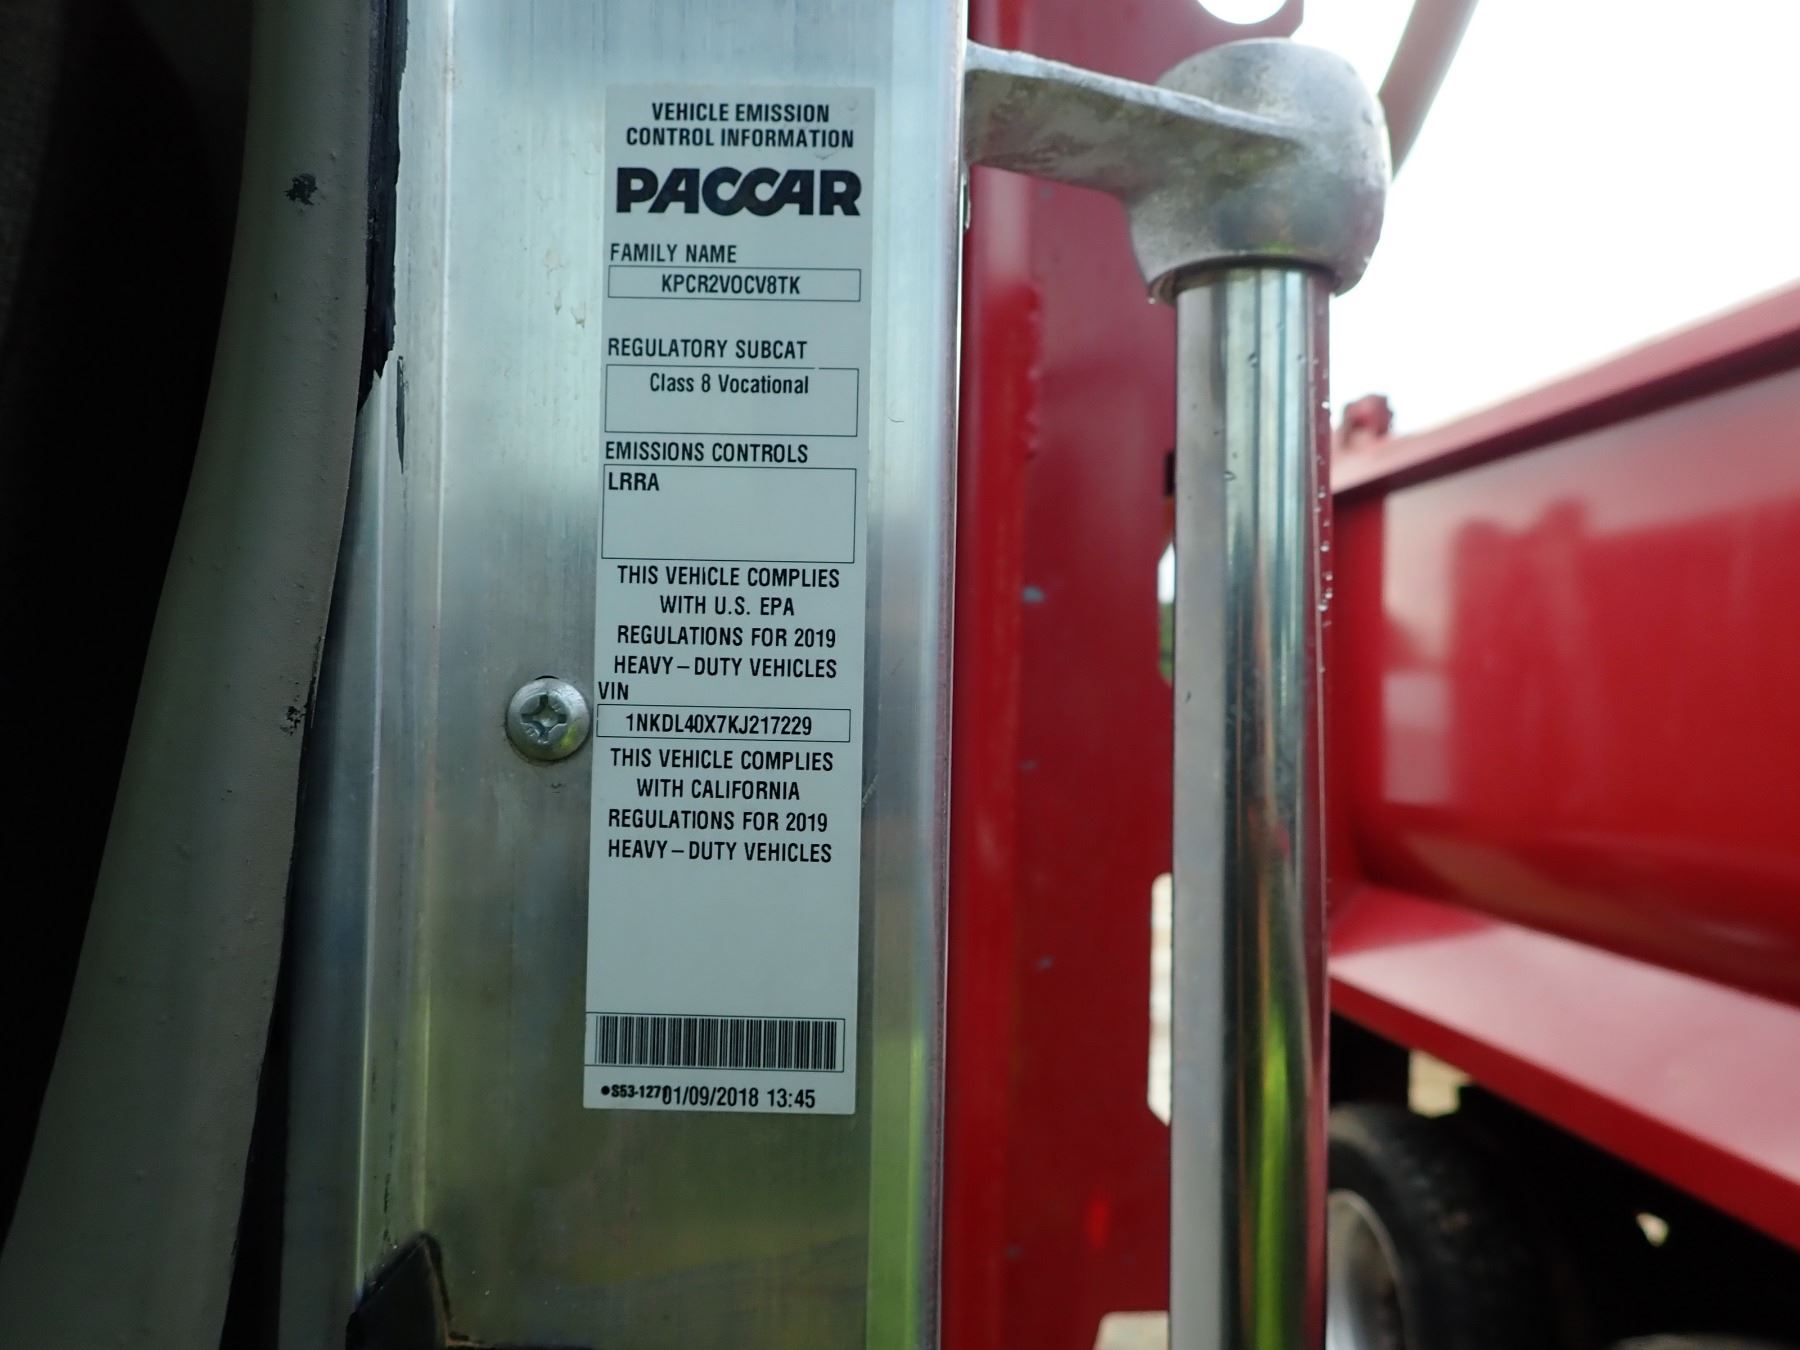 VEHICLE EMISSION
CONTROL INFORMATION
PACCAR
FAMILY NAME
KPCR2VOCV8TK
REGULATORY SUBCAT
Class 8 Vocational
EMISSIONS CONTROLS
LRRA
THIS VEHICLE COMPLIES
WITH U.S. EPA
REGULATIONS FOR 2019
HEAVY–DUTY VEHICLES
VIN
1NKDL40X7KJ217229
THIS VEHICLE COMPLIES
WITH CALIFORNIA
REGULATIONS FOR 2019
HEAVY–DUTY VEHICLES
●S53-127 01/09/2018 13:45